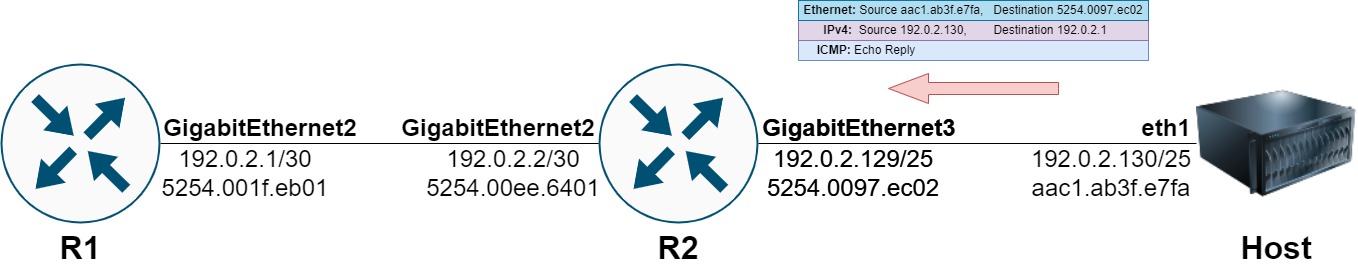 Ethernet: Source aac1.ab3f.e7fa, Destination 5254.0097.ec02
IPv4: Source 192.0.2.130, Destination 192.0.2.1
ICMP: Echo Reply
GigabitEthernet2 GigabitEthernet2 GigabitEthernet3 eth1
192.0.2.1/30 192.0.2.2/30 192.0.2.129/25 192.0.2.130/25
5254.001f.eb01 5254.00ee.6401 5254.0097.ec02 aac1.ab3f.e7fa
R1 R2 Host